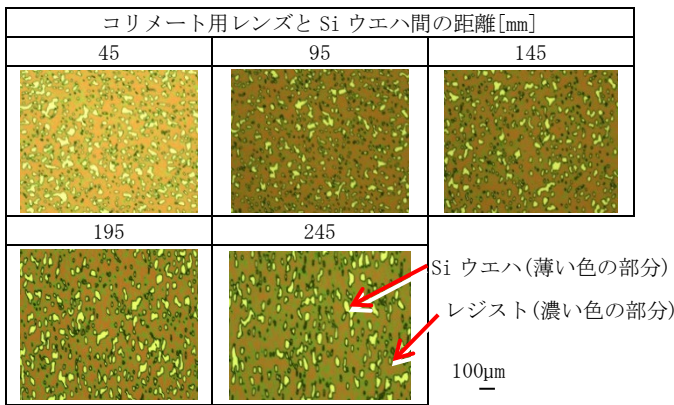 コリメート用レンズと Si ウエハ間の距離[mm]
45 95 145
195 245
Si ウエハ(薄い色の部分)
レジスト(濃い色の部分)
100μm